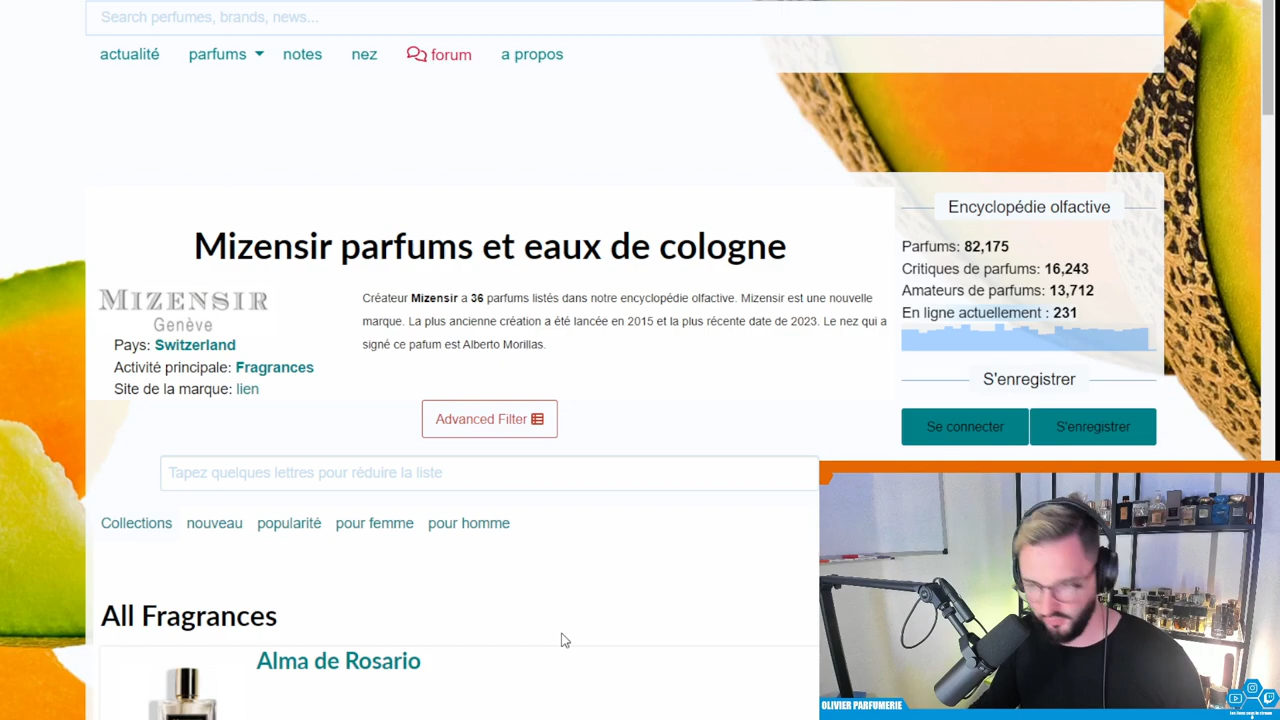 Search perfumes, brands, news...
actualité parfums notes nez forum a propos
Mizensir parfums et eaux de cologne
MIZENSIR
Genève
Pays: Switzerland
Activité principale: Fragrances
Site de la marque: lien
Créateur Mizensir a 36 parfums listés dans notre encyclopédie olfactive. Mizensir est une nouvelle
marque. La plus ancienne création a été lancée en 2015 et la plus récente date de 2023. Le nez qui a
signé ce pafum est Alberto Morillas.
Advanced Filter
Tapez quelques lettres pour réduire la liste
Collections nouveau popularité pour femme pour homme
All Fragrances
Alma de Rosario
Encyclopédie olfactive
Parfums: 82,175
Critiques de parfums: 16,243
Amateurs de parfums: 13,712
En ligne actuellement : 231
S'enregistrer
Se connecter S'enregistrer
OLIVIER PARFUMERIE